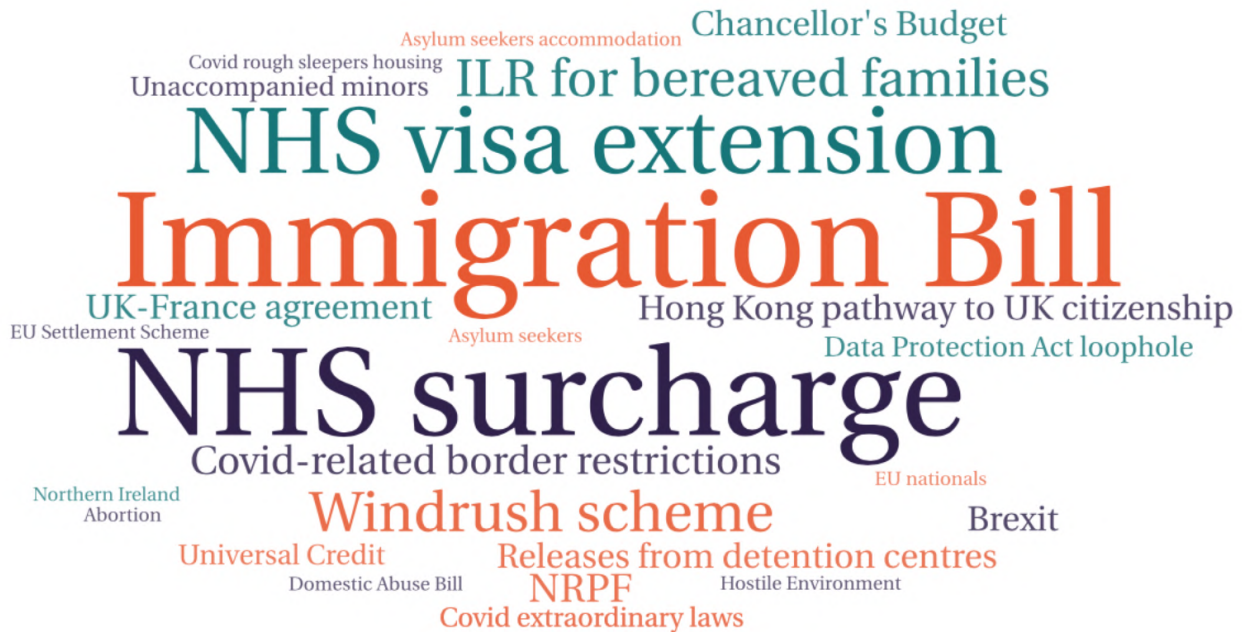 Chancellor's Budget
Asylum seekers accommodation
Covid rough sleepers housing
Unaccompanied minors
ILR for bereaved families
NHS visa extension
Immigration Bill
UK-France agreement
Hong Kong pathway to UK citizenship
EU Settlement Scheme
Asylum seekers
Data Protection Act loophole
NHS surcharge
Covid-related border restrictions
EU nationals
Northern Ireland
Abortion
Windrush scheme
Brexit
Universal Credit
Releases from detention centres
Domestic Abuse Bill
NRPF
Hostile Environment
Covid extraordinary laws